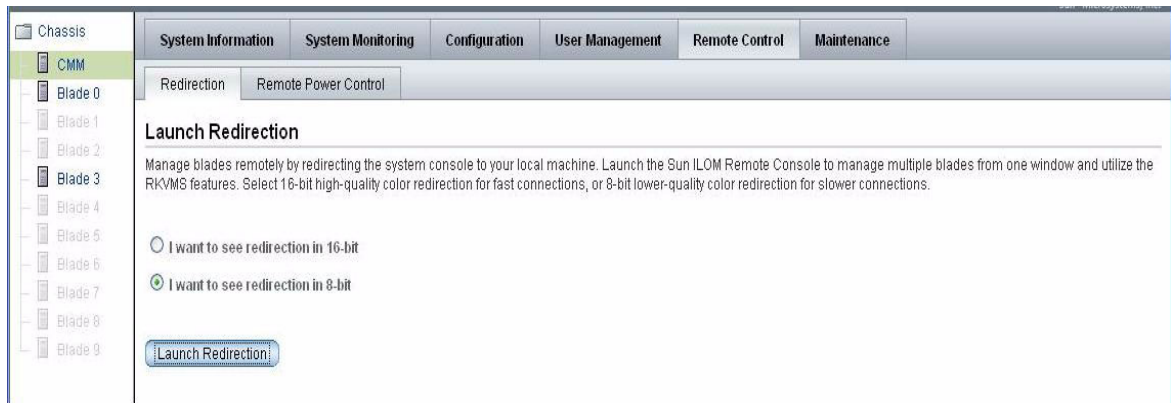 Chassis
CMM
Blade 0
Blade 1
Blade 2
Blade 3
Blade 4
Blade 5
Blade 6
Blade 7
Blade 8
Blade 9
System Information
System Monitoring
Configuration
User Management
Remote Control
Maintenance
Redirection
Remote Power Control
Launch Redirection
Manage blades remotely by redirecting the system console to your local machine. Launch the Sun ILOM Remote Console to manage multiple blades from one window and utilize the
RKVMS features. Select 16-bit high-quality color redirection for fast connections, or 8-bit lower-quality color redirection for slower connections.
I want to see redirection in 16-bit
I want to see redirection in 8-bit
Launch Redirection